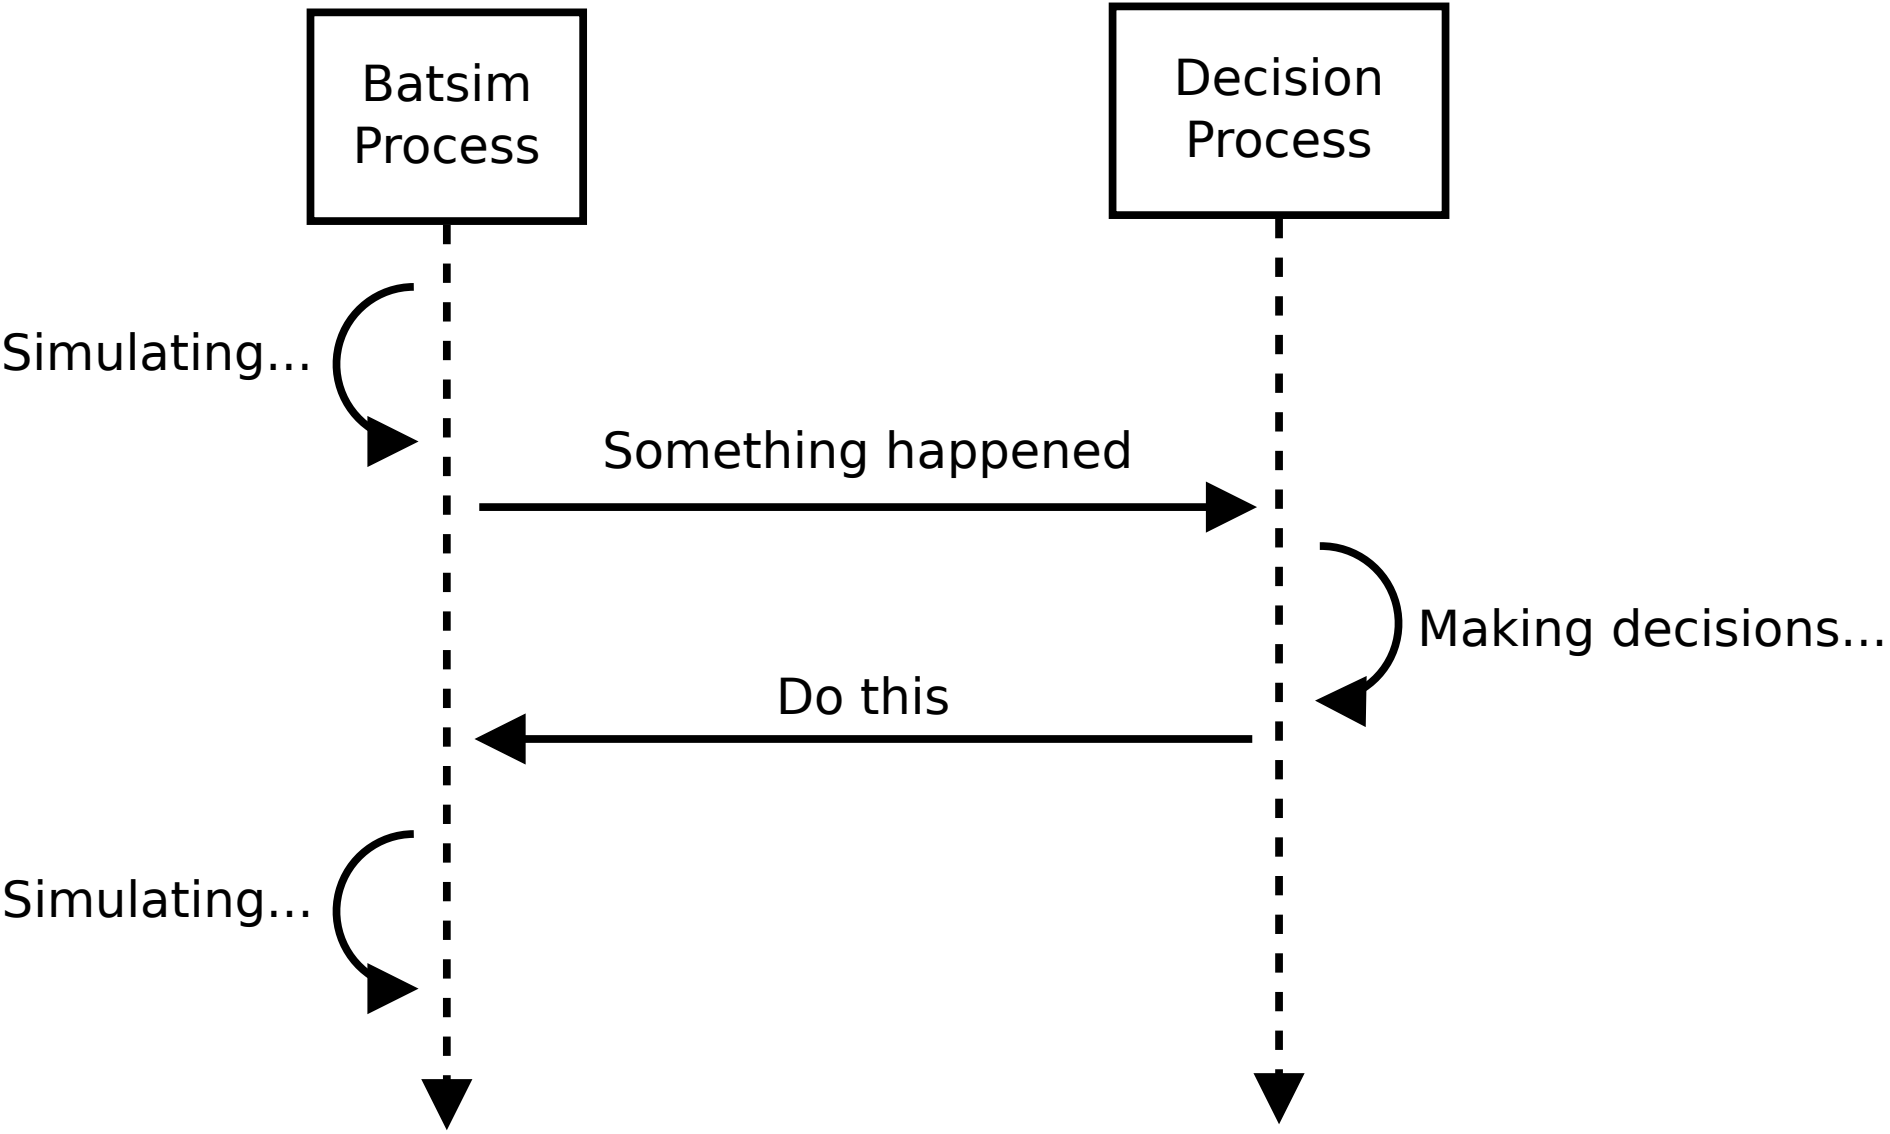 Batsim
Process
Decision
Process
Simulating...
Something happened
Making decisions...
Do this
Simulating...